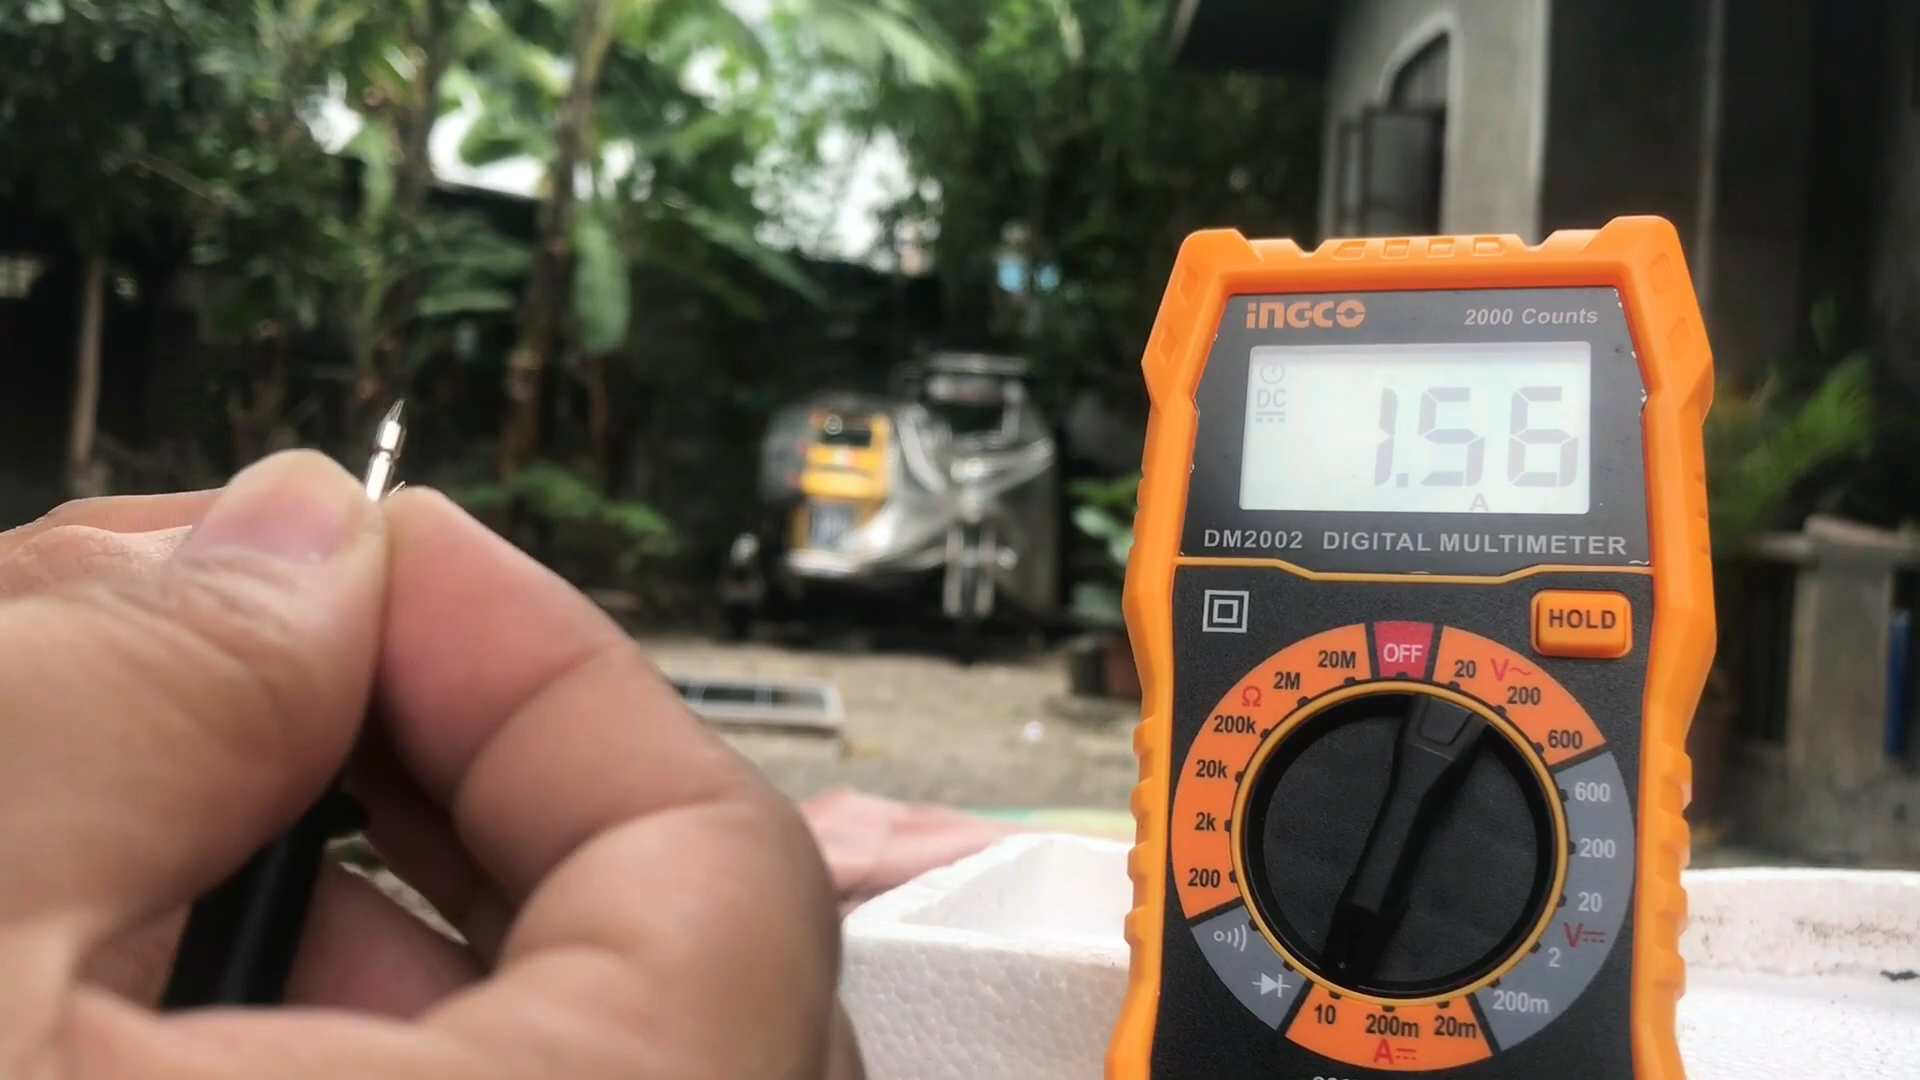 INGCO
2000 Counts
DC
1.56
A
DM2002 DIGITAL MULTIMETER
HOLD
OFF
20M
20 V~
2M
200
Ω
200k
600
20k
600
2k
200
200
20
V
2
200m
10
200m
20m
A